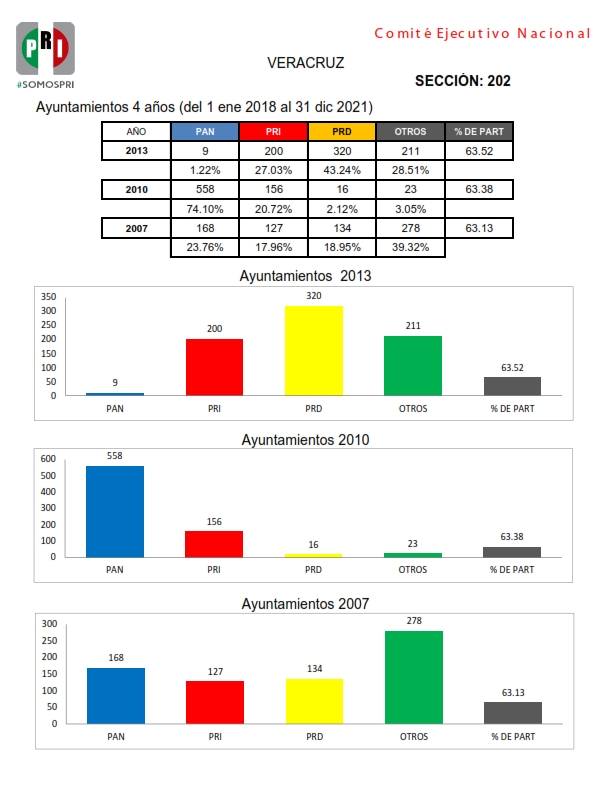 Comité Ejecutivo Nacional
PRI
#SOMOSPRI
VERACRUZ
SECCIÓN: 202
Ayuntamientos 4 años (del 1 ene 2018 al 31 dic 2021)
AÑO PAN PRI PRD OTROS % DE PART
2013 9 200 320 211 63.52
1.22% 27.03% 43.24% 28.51%
2010 558 156 16 23 63.38
74.10% 20.72% 2.12% 3.05%
2007 168 127 134 278 63.13
23.76% 17.96% 18.95% 39.32%
Ayuntamientos 2013
350
300
250
200
150
100
50
0
9 200 320 211 63.52
PAN PRI PRD OTROS % DE PART
Ayuntamientos 2010
600
500
400
300
200
100
0
558 156 16 23 63.38
PAN PRI PRD OTROS % DE PART
Ayuntamientos 2007
300
250
200
150
100
50
0
168 127 134 278 63.13
PAN PRI PRD OTROS % DE PART